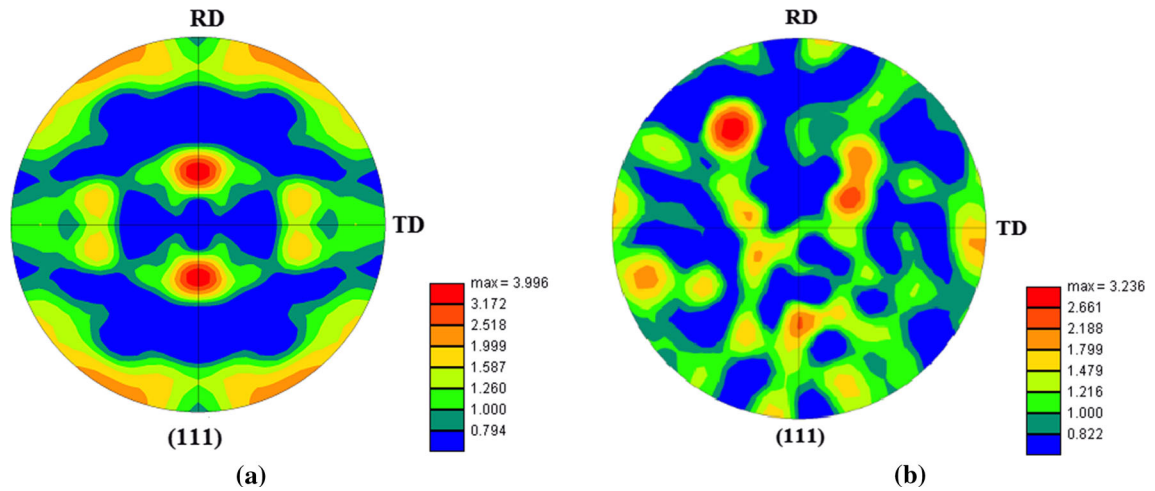 RD
TD
max = 3.996
3.172
2.518
1.999
1.587
1.260
1.000
0.794
(111)
(a)
RD
TD
max = 3.236
2.661
2.188
1.799
1.479
1.216
1.000
0.822
(111)
(b)